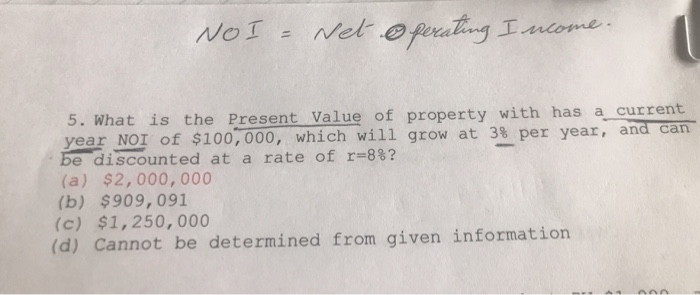 NOI = Net Operating Income.
5. What is the Present Value of property with has a current
year NOI of $100,000, which will grow at 3% per year, and can
be discounted at a rate of r=8%?
(a) $2,000,000
(b) $909,091
(c) $1,250,000
(d) Cannot be determined from given information